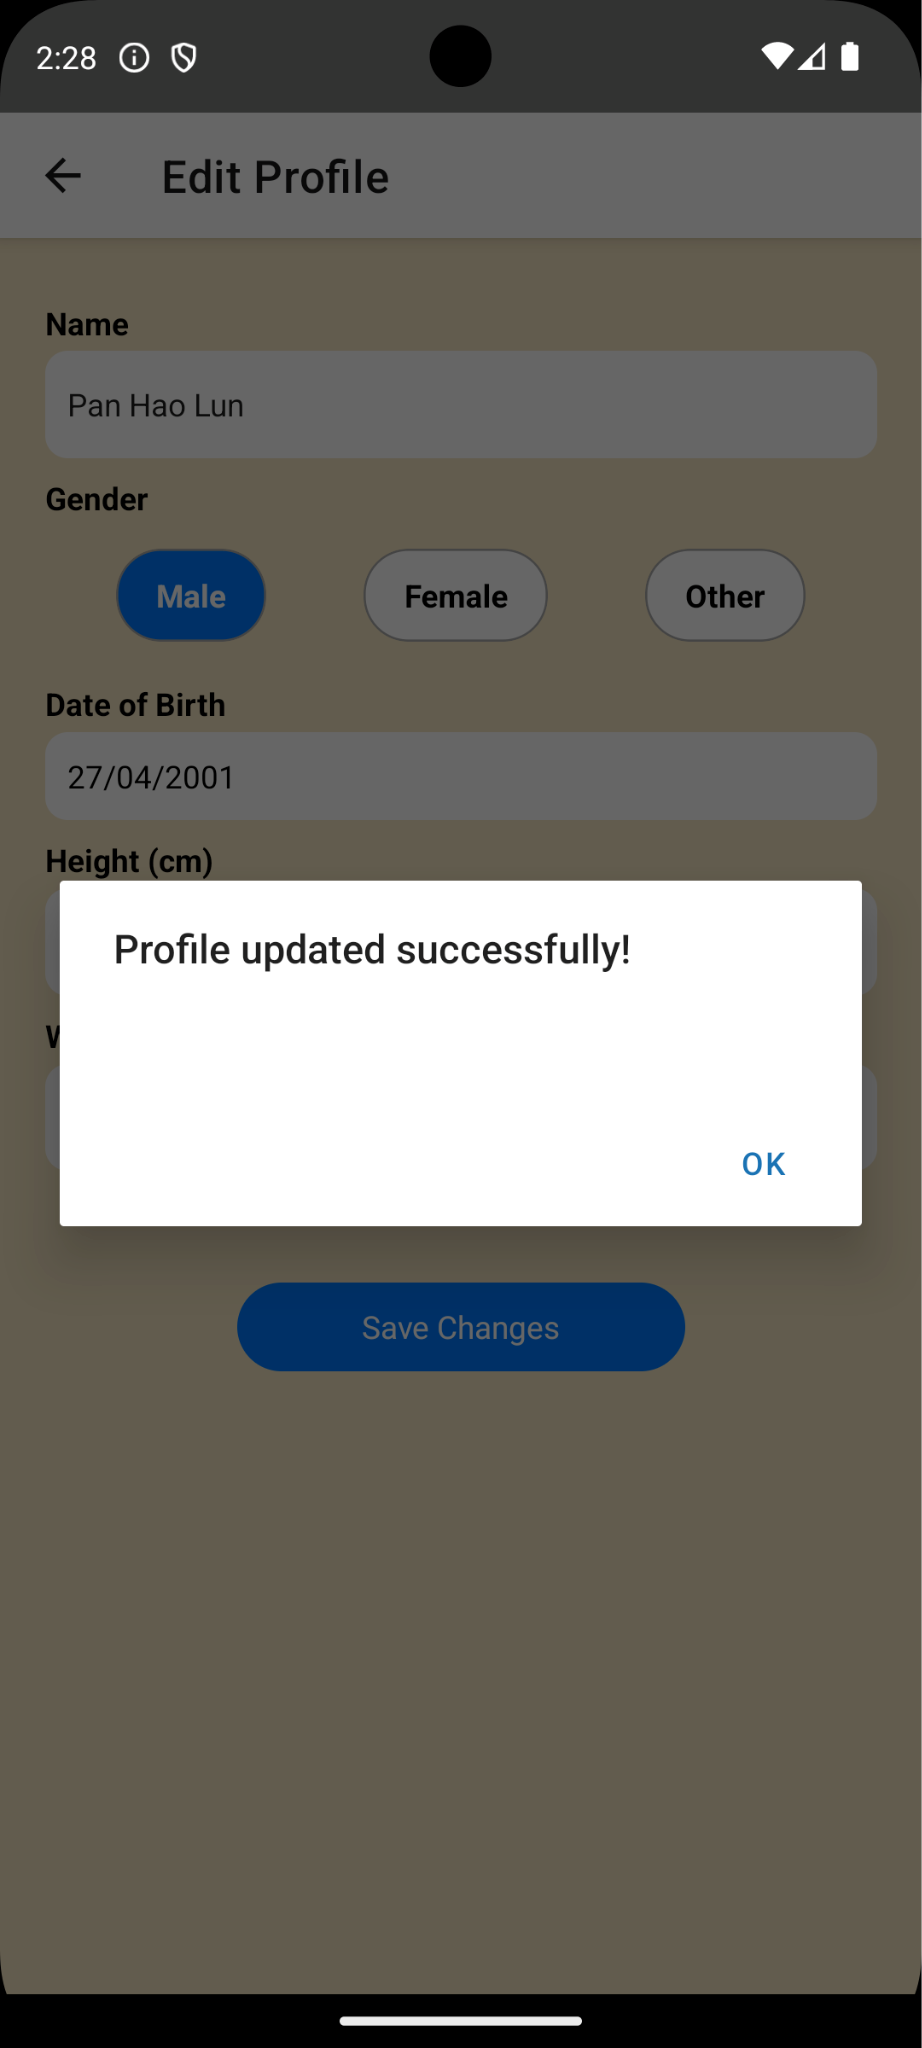 2:28
Edit Profile
Name
Pan Hao Lun
Gender
Male Female Other
Date of Birth
27/04/2001
Height (cm)
Profile updated successfully!
OK
Save Changes